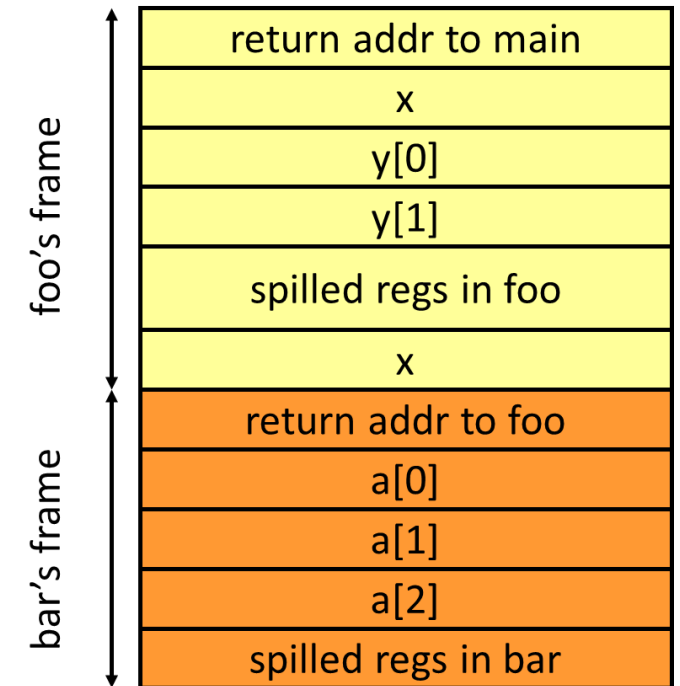 foo's frame
return addr to main
x
y[0]
y[1]
spilled regs in foo
x
bar's frame
return addr to foo
a[0]
a[1]
a[2]
spilled regs in bar